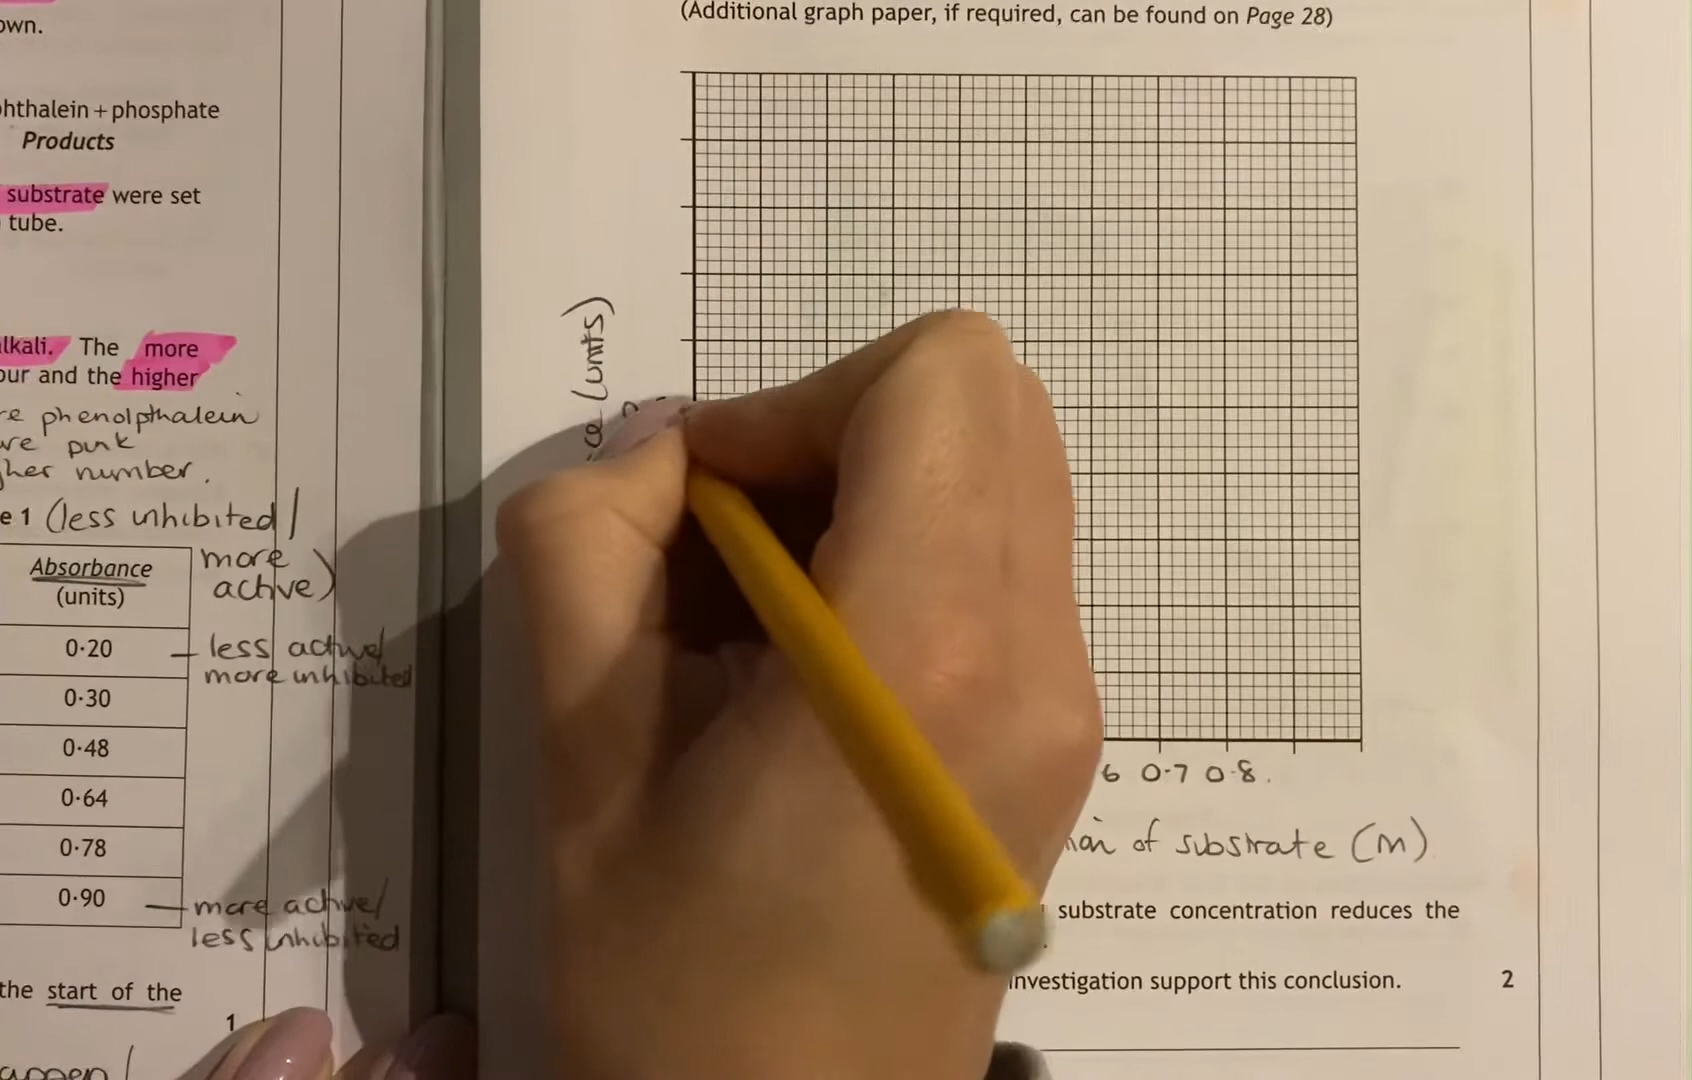 own.
hthalein + phosphate
Products
substrate were set
tube.
lkali. The more
our and the higher
re phenolpthalein
are pink
gher number.
e 1 (less inhibited/
more
active)
Absorbance
(units)
0·20
less active/
more inhibited
0·30
0·48
0·64
0·78
0·90
more active/
less inhibited
the start of the
1
(Additional graph paper, if required, can be found on Page 28)
ce (units)
0
6 0·7 0·8.
of substrate (M)
substrate concentration reduces the
investigation support this conclusion.
2